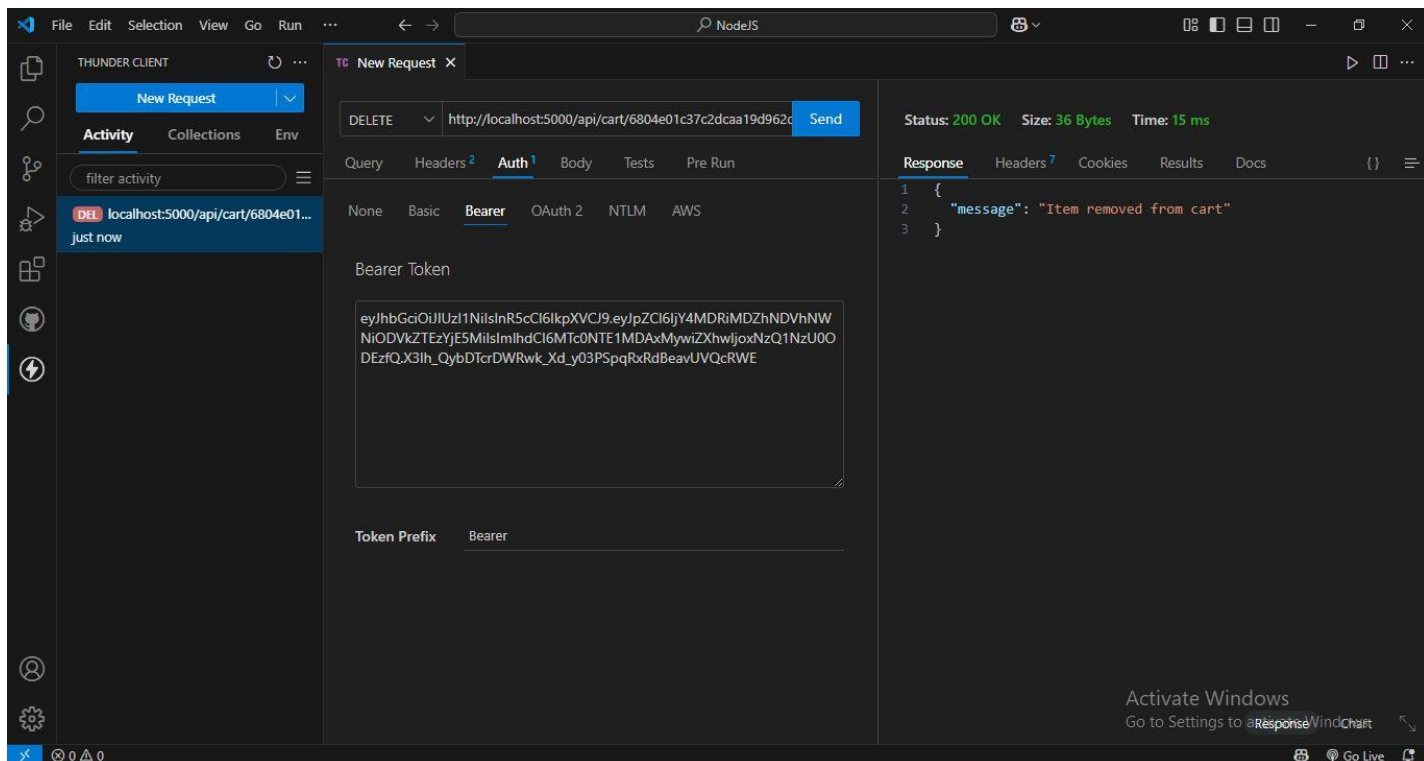 File Edit Selection View Go Run ... NodeJS
THUNDER CLIENT
New Request
Activity Collections Env
filter activity
DEL localhost:5000/api/cart/6804e01...
just now
TC New Request
DELETE http://localhost:5000/api/cart/6804e01c37c2dcaa19d962c Send
Query Headers 2 Auth 1 Body Tests Pre Run
None Basic Bearer OAuth 2 NTLM AWS
Bearer Token
eyJhbGciOiJIUzI1NiIsInR5cCI6IkpXVCJ9.eyJpZCI6IjY4MDRiMDZhNDVhNW
NiODVkZTEzYjE5MiIsImlhdCI6MTc0NTE1MDAxMywiZXhwIjoxNzQ1NzU0O
DEzfQ.X3Ih_QybDTcrDWRwk_Xd_y03PSpqRxRdBeavUVQcRWE
Token Prefix Bearer
Status: 200 OK Size: 36 Bytes Time: 15 ms
Response Headers 7 Cookies Results Docs {}
1 {
2 "message": "Item removed from cart"
3 }
Activate Windows
Go to Settings to activate Windows.
Response Chart
0 0 Go Live